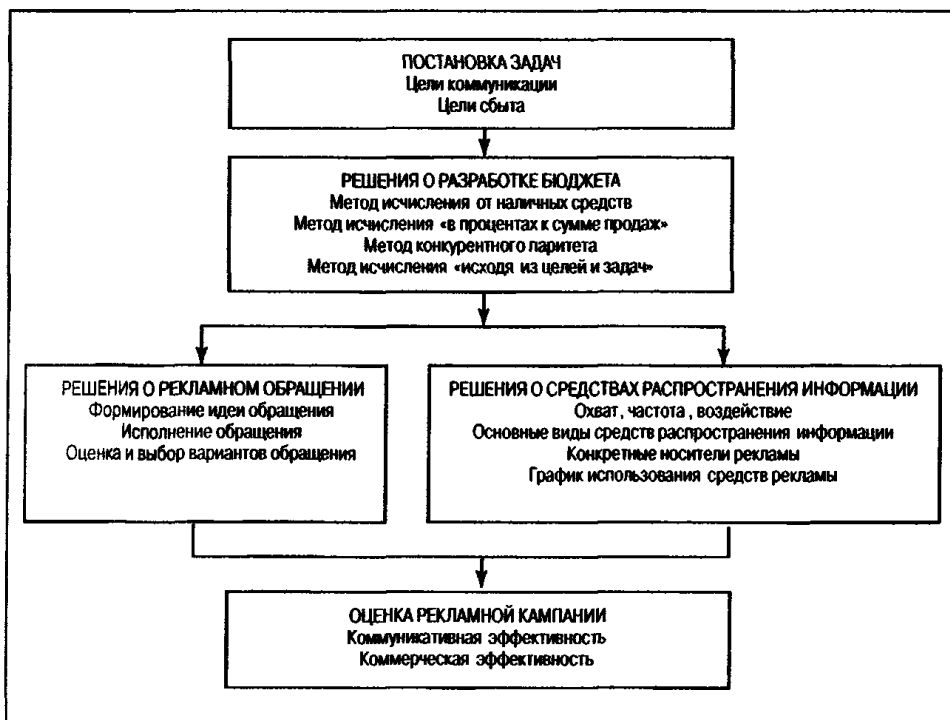 ПОСТАНОВКА ЗАДАЧ
Цели коммуникации
Цели сбыта
РЕШЕНИЯ О РАЗРАБОТКЕ БЮДЖЕТА
Метод исчисления от наличных средств
Метод исчисления «в процентах к сумме продаж»
Метод конкурентного паритета
Метод исчисления «исходя из целей и задач»
РЕШЕНИЯ О РЕКЛАМНОМ ОБРАЩЕНИИ
Формирование идеи обращения
Исполнение обращения
Оценка и выбор вариантов обращения
РЕШЕНИЯ О СРЕДСТВАХ РАСПРОСТРАНЕНИЯ ИНФОРМАЦИИ
Охват, частота, воздействие
Основные виды средств распространения информации
Конкретные носители рекламы
График использования средств рекламы
ОЦЕНКА РЕКЛАМНОЙ КАМПАНИИ
Коммуникативная эффективность
Коммерческая эффективность